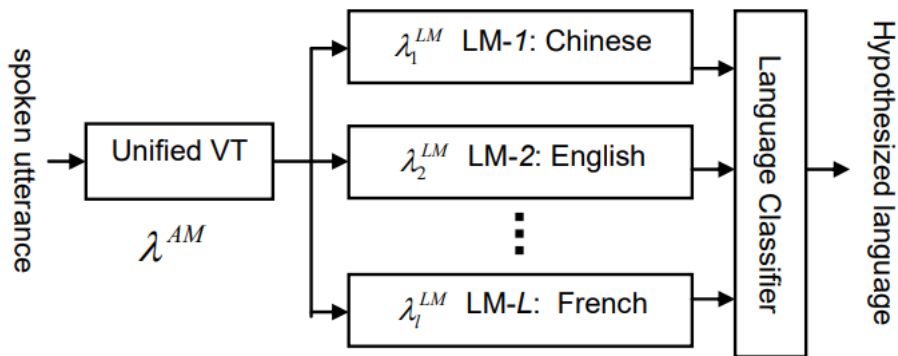 spoken utterance
Unified VT
λ^{AM}
λ_1^{LM} LM-1: Chinese
λ_2^{LM} LM-2: English
λ_l^{LM} LM-L: French
Language Classifier
Hypothesized language